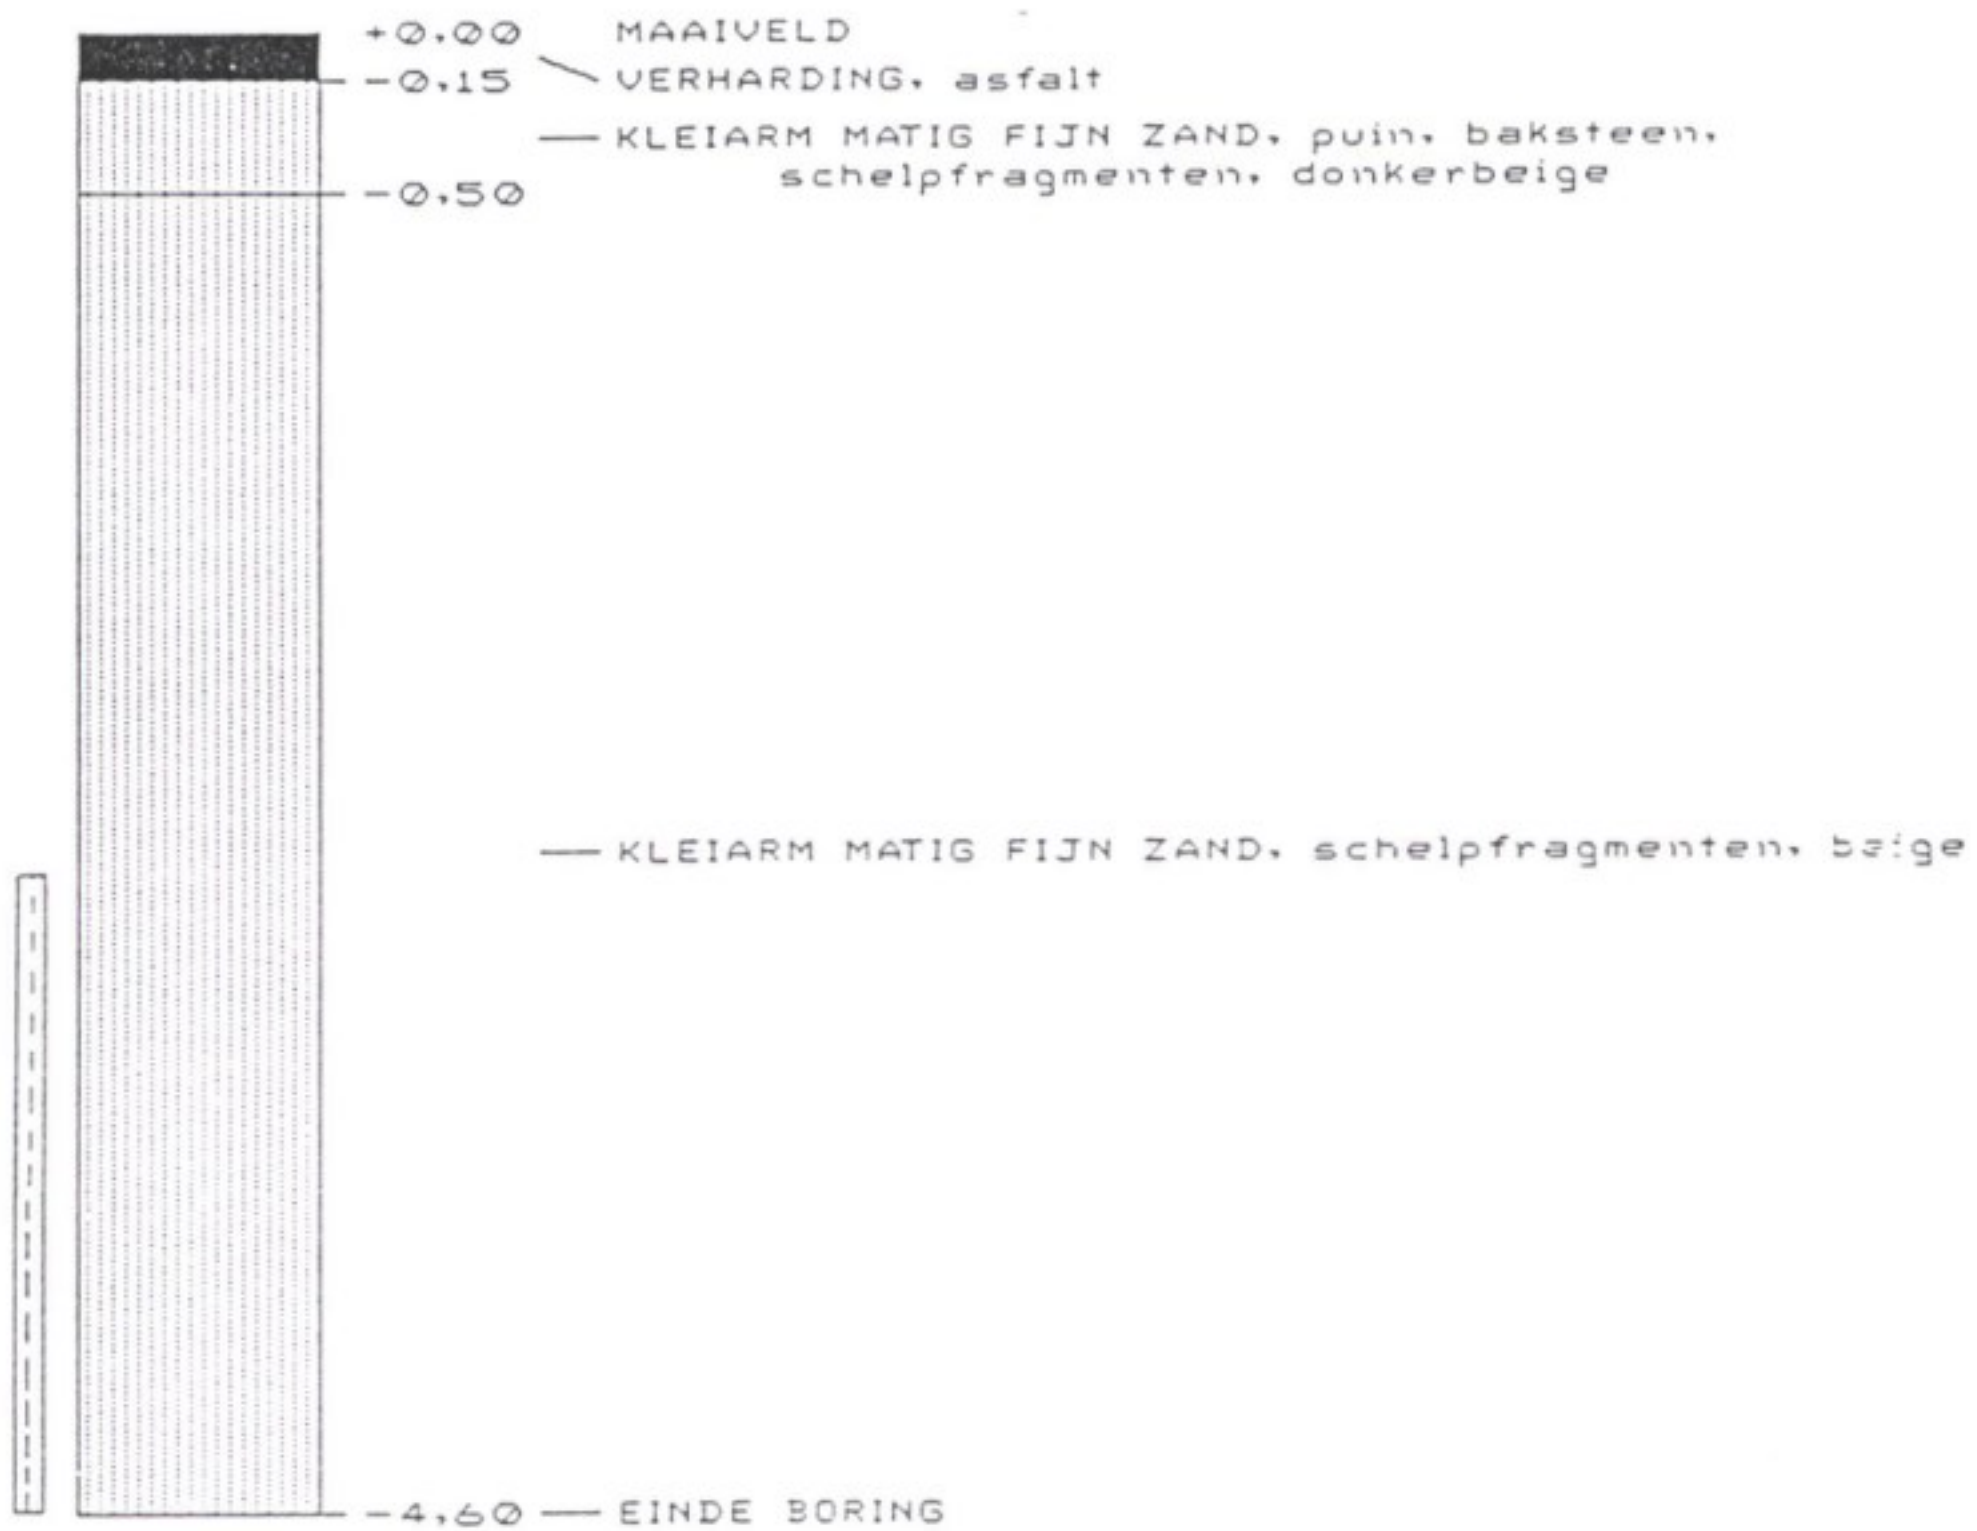 +0,00 MAAIVELD
-0,15 VERHARDING, asfalt
KLEIARM MATIG FIJN ZAND, puin, baksteen,
schelpfragmenten, donkerbeige
-0,50
KLEIARM MATIG FIJN ZAND, schelpfragmenten, beige
-4,60 EINDE BORING